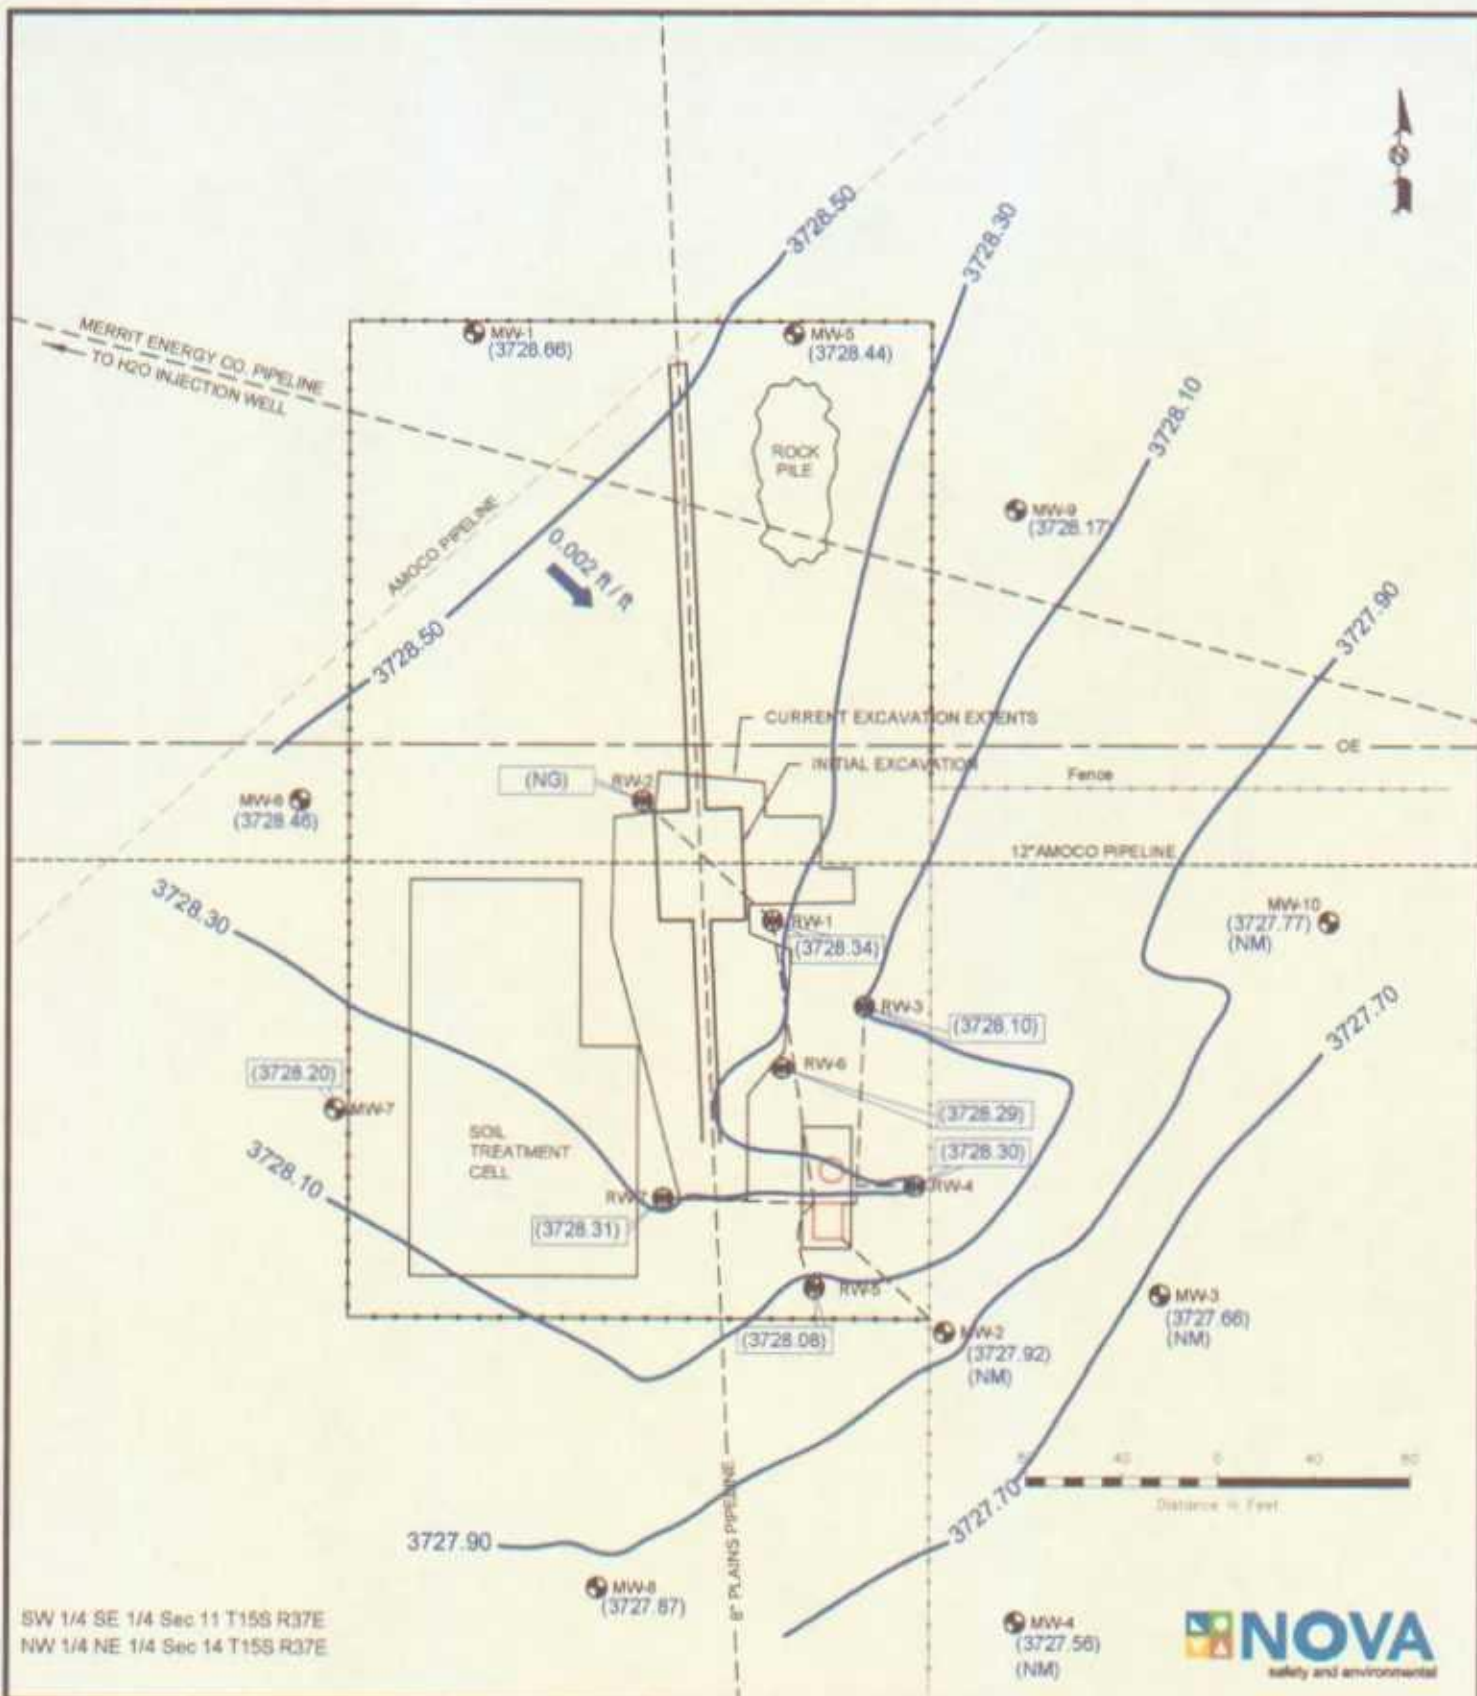 3728.50
3728.30
MERRIT ENERGY CO. PIPELINE
TO H2O INJECTION WELL
MW-1
(3728.66)
MW-5
(3728.44)
3728.10
ROCK
PILE
AMOCO PIPELINE
MW-9
(3728.17)
0.002 ft / ft
3728.50
3727.90
CURRENT EXCAVATION EXTENTS
OE
INITIAL EXCAVATION
Fence
(NG)
RW-2
MW-6
(3728.46)
12" AMOCO PIPELINE
3728.30
MW-10
(3727.77)
(NM)
RW-1
(3728.34)
RW-3
(3728.10)
3727.70
(3728.20)
MW-7
RW-6
(3728.29)
(3728.30)
RW-4
SOIL
TREATMENT
CELL
3728.10
RW-7
(3728.31)
RW-5
(3728.08)
MW-2
(3727.92)
(NM)
MW-3
(3727.66)
(NM)
40 0 40 80
Distance in Feet
3727.70
3727.90
8" PLAINS PIPELINE
MW-8
(3727.87)
MW-4
(3727.56)
(NM)
SW 1/4 SE 1/4 Sec 11 T15S R37E
NW 1/4 NE 1/4 Sec 14 T15S R37E
NOVA
safety and environmental